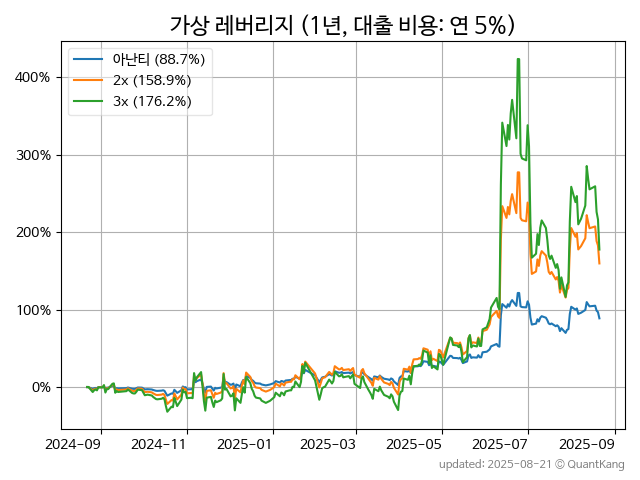 가상 레버리지 (1년, 대출 비용: 연 5%)
아난티 (88.7%)
2x (158.9%)
3x (176.2%)
400%
300%
200%
100%
0%
2024-09 2024-11 2025-01 2025-03 2025-05 2025-07 2025-09
updated: 2025-08-21 © QuantKang